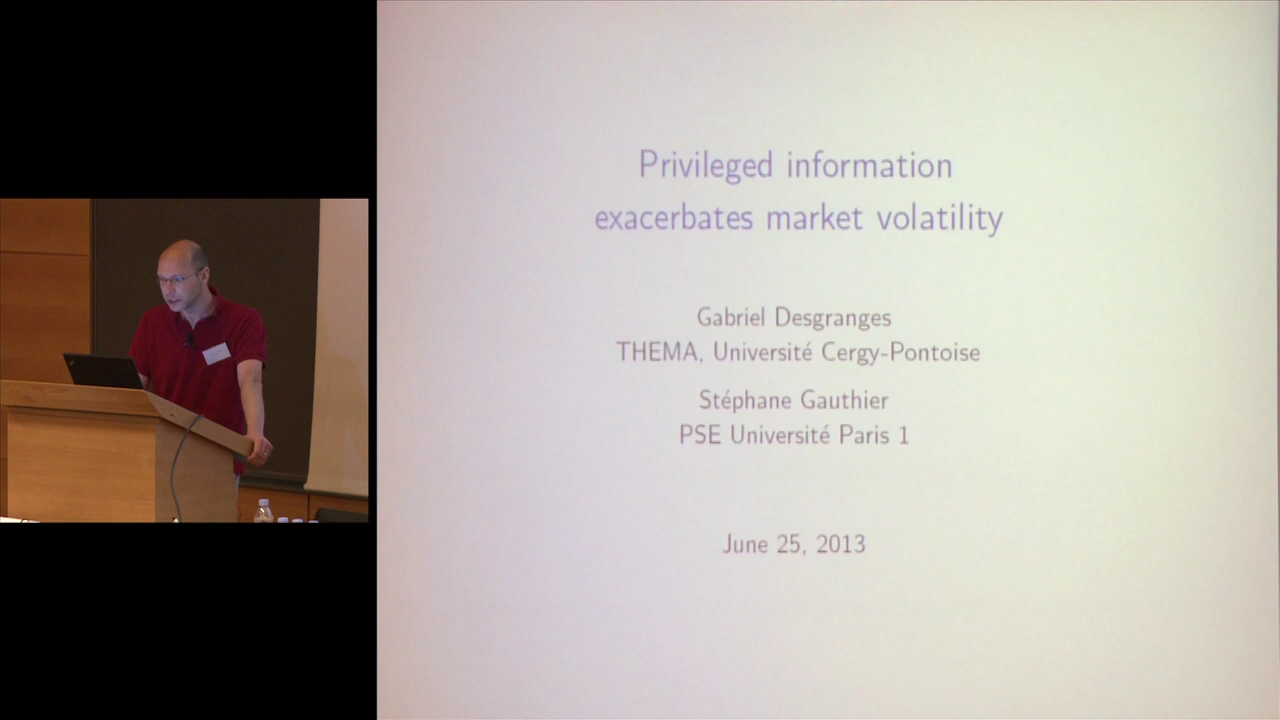 Privileged information
exacerbates market volatility
Gabriel Desgranges
THEMA, Université Cergy-Pontoise
Stéphane Gauthier
PSE Université Paris 1
June 25, 2013